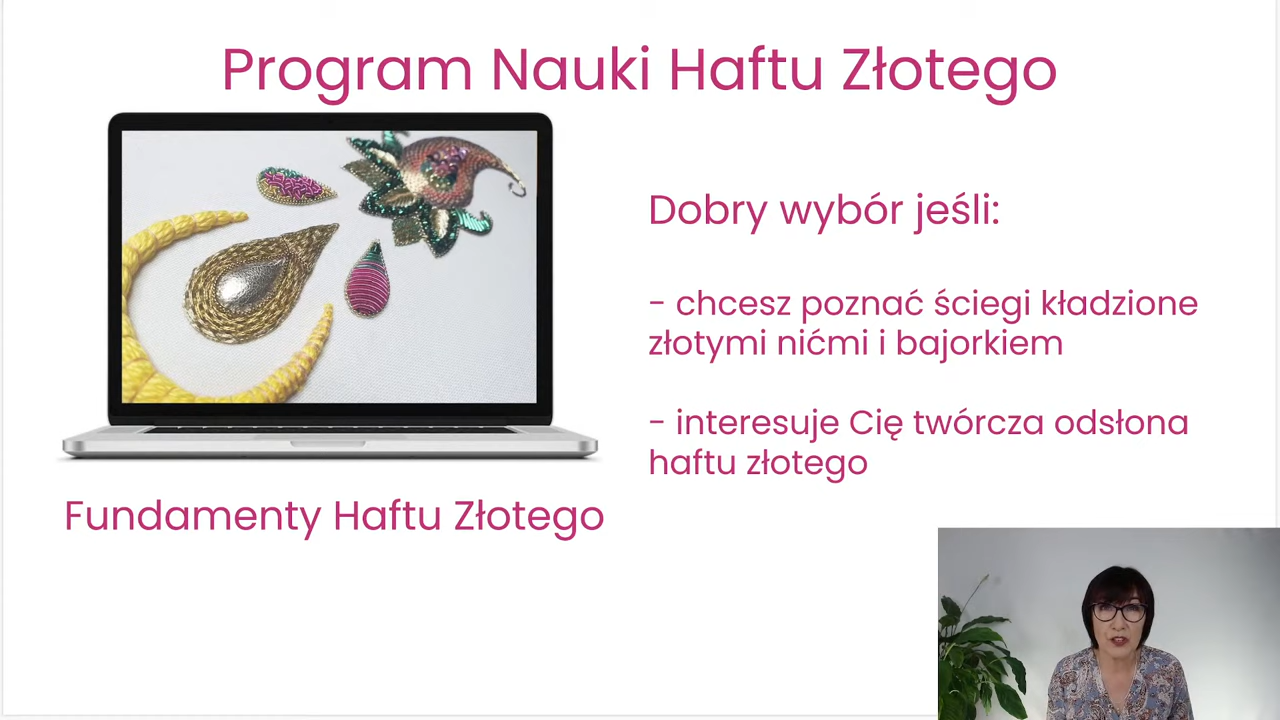 Program Nauki Haftu Złotego
Dobry wybór jeśli:
- chcesz poznać ściegi kładzione
złotymi nićmi i bajorkiem
- interesuje Cię twórcza odsłona
haftu złotego
Fundamenty Haftu Złotego